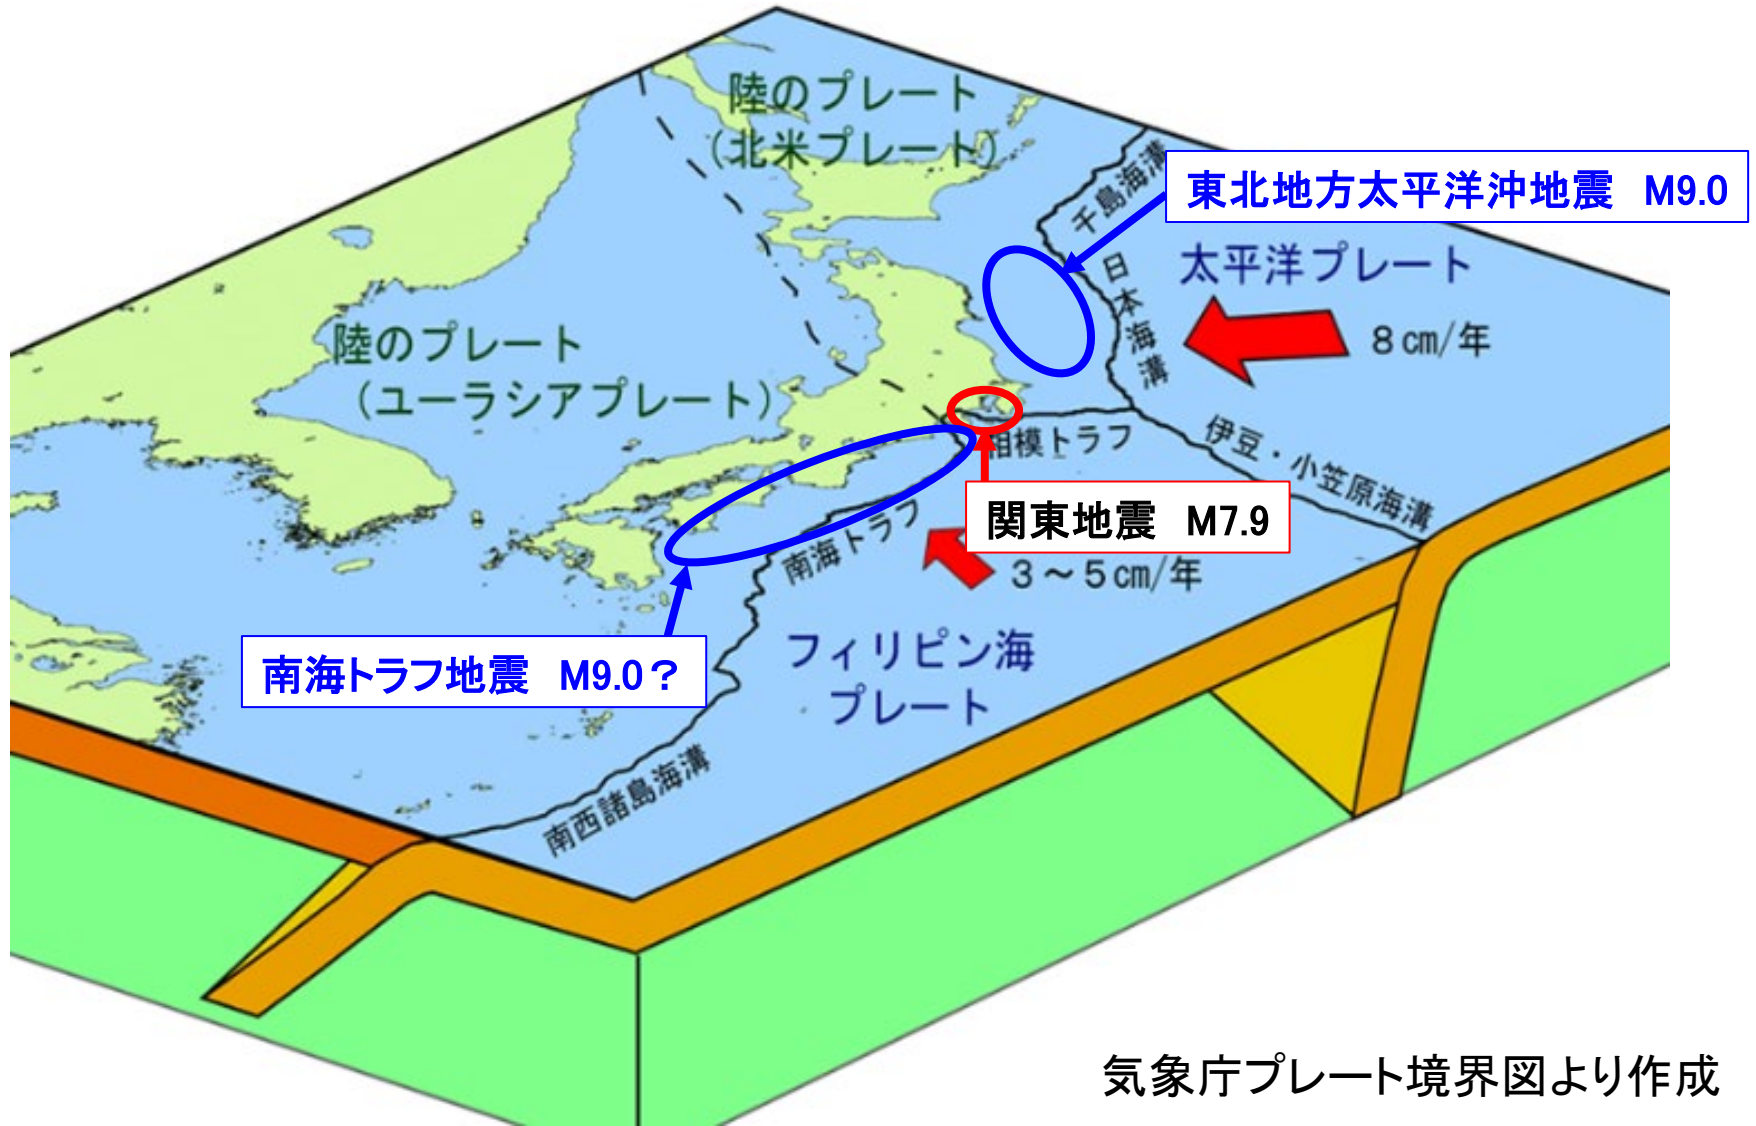 陸のプレート
（北米プレート）
千島海溝
東北地方太平洋沖地震　M9.0
太平洋プレート
日本海溝
8㎝/年
陸のプレート
（ユーラシアプレート）
相模トラフ
伊豆・小笠原海溝
関東地震　M7.9
南海トラフ
3～5㎝/年
南海トラフ地震　M9.0？
フィリピン海
プレート
南西諸島海溝
気象庁プレート境界図より作成